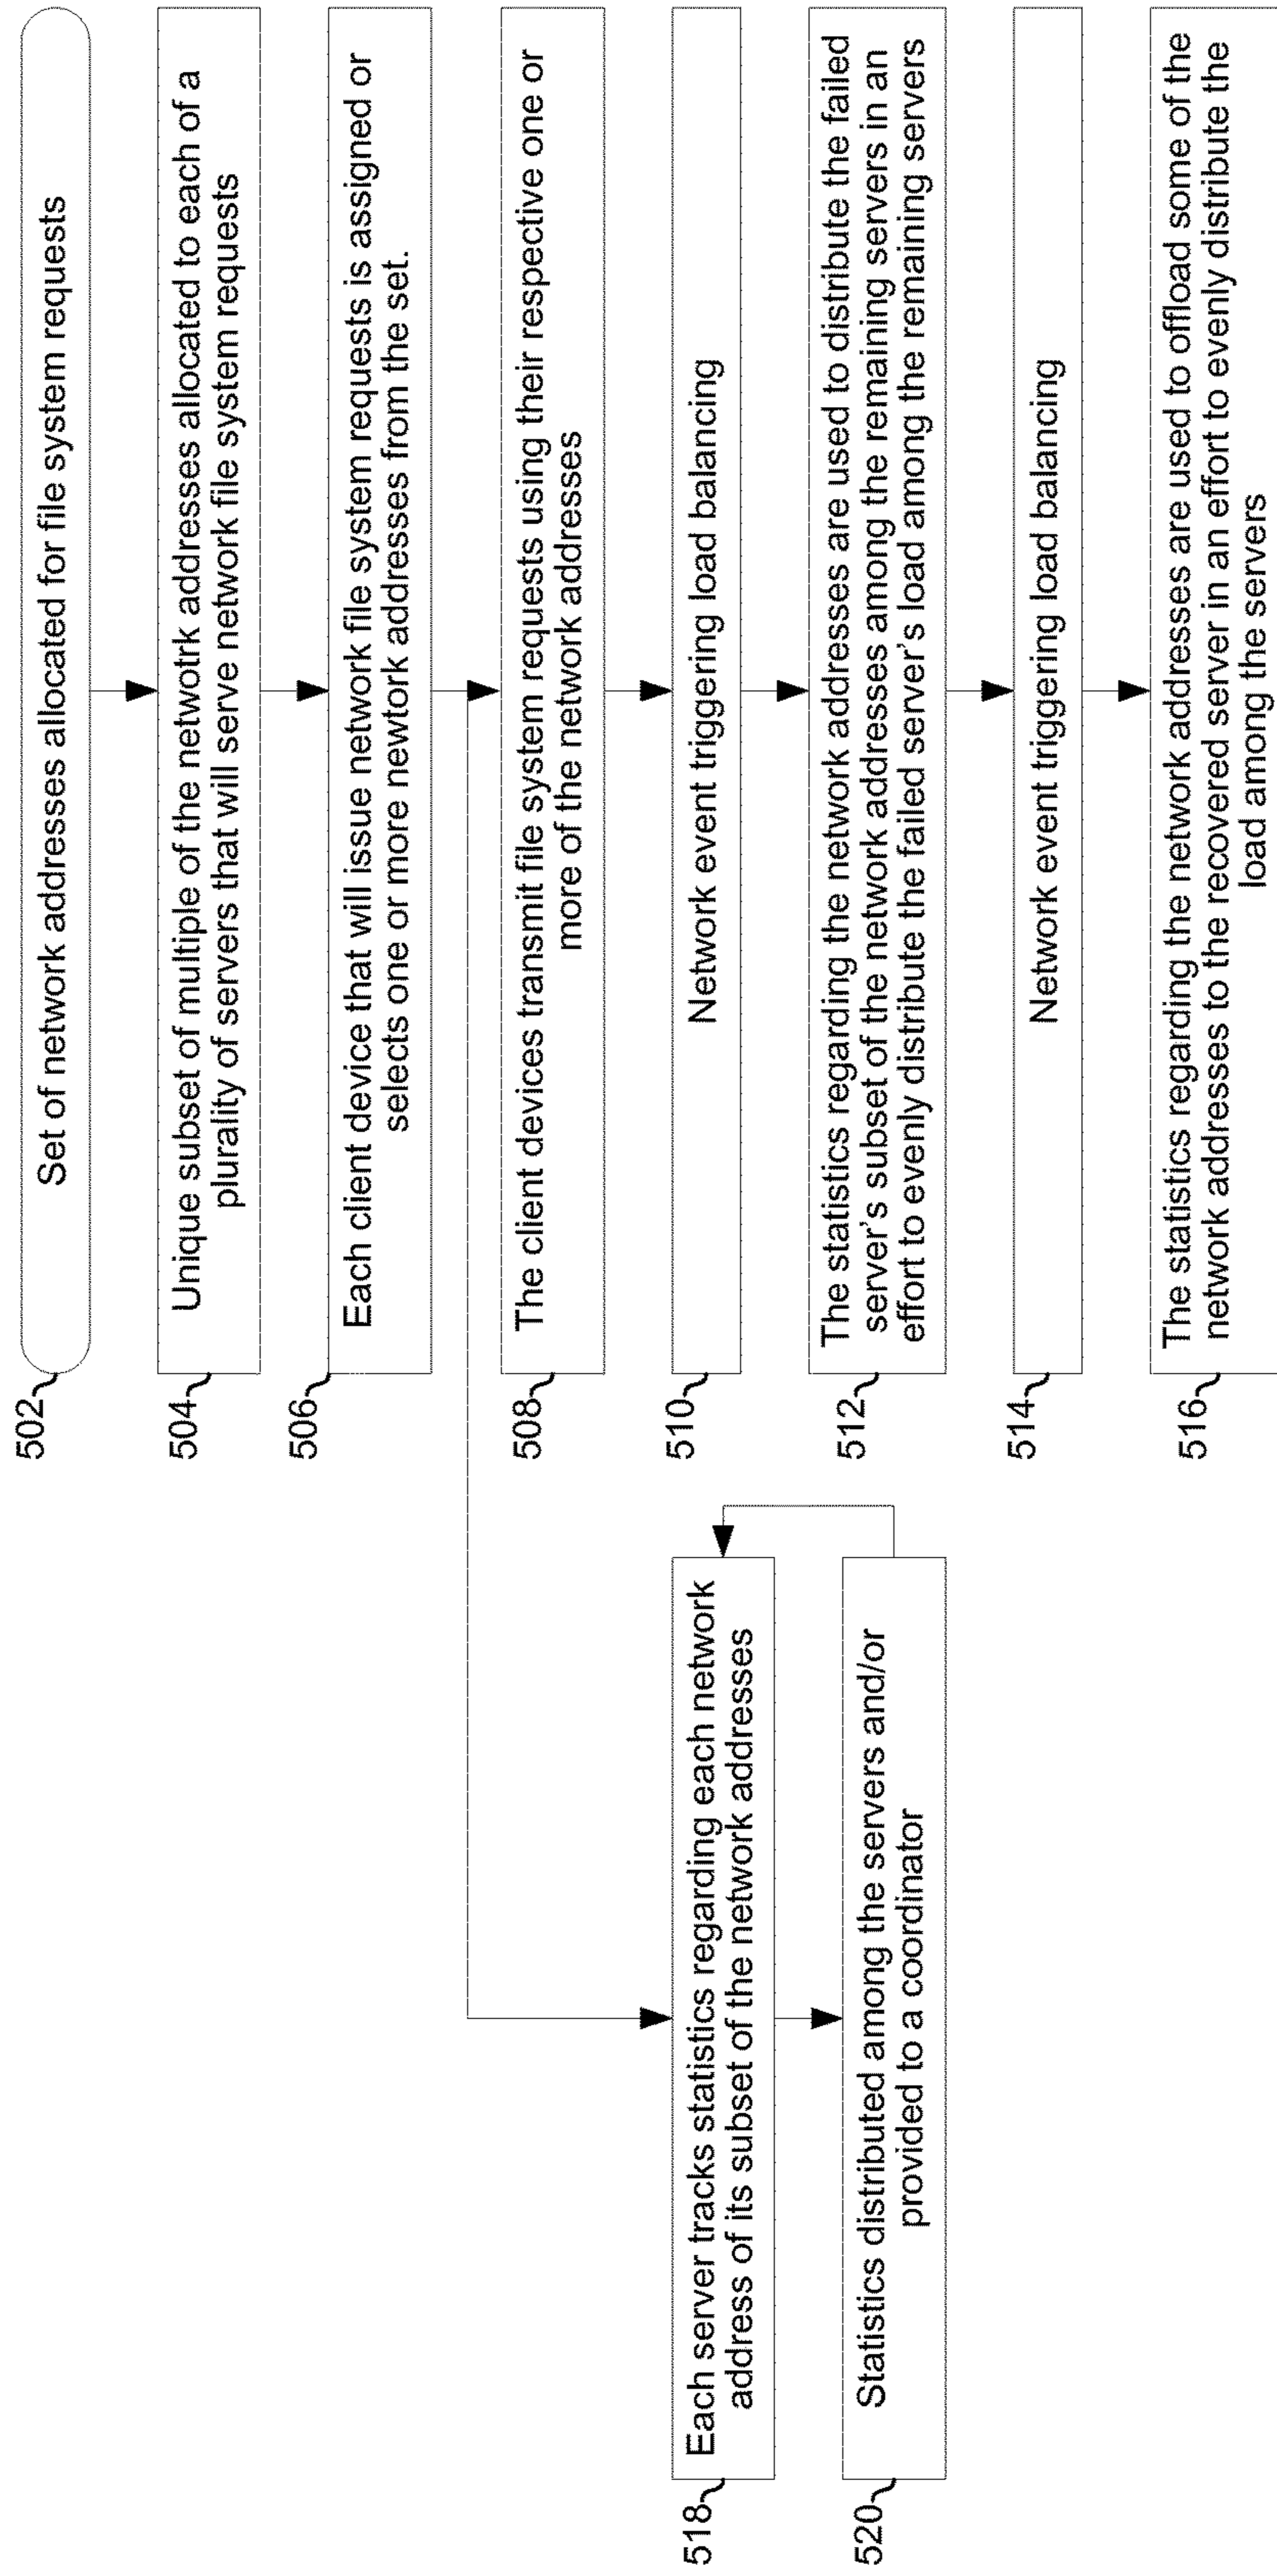 502
Set of network addresses allocated for file system requests
504
Unique subset of multiple of the netwotrk addresses allocated to each of a
plurality of servers that will serve network file system requests
506
Each client device that will issue network file system requests is assigned or
selects one or more newtork addresses from the set.
508
The client devices transmit file system requests using their respective one or
more of the network addresses
510
Network event triggering load balancing
512
The statistics regarding the network addresses are used to distribute the failed
server's subset of the network addresses among the remaining servers in an
effort to evenly distribute the failed server's load among the remaining servers
514
Network event triggering load balancing
516
The statistics regarding the network addresses are used to offload some of the
network addresses to the recovered server in an effort to evenly distribute the
load among the servers
518
Each server tracks statistics regarding each network
address of its subset of the network addresses
520
Statistics distributed among the servers and/or
provided to a coordinator